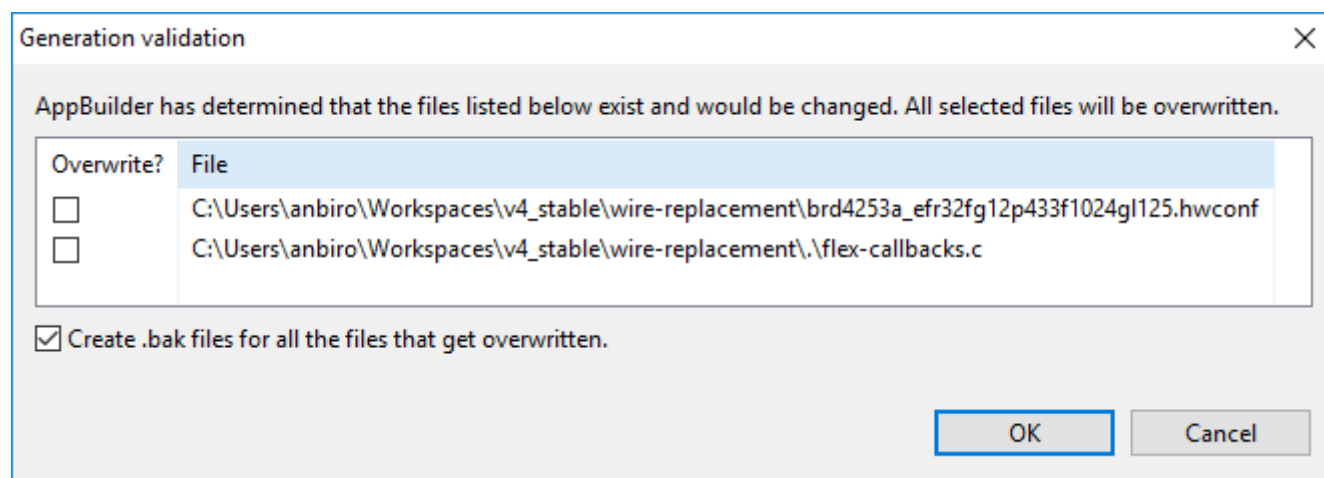 Generation validation
AppBuilder has determined that the files listed below exist and would be changed. All selected files will be overwritten.
Overwrite? File
C:\Users\anbiro\Workspaces\v4_stable\wire-replacement\brd4253a_efr32fg12p433f1024gl125.hwconf
C:\Users\anbiro\Workspaces\v4_stable\wire-replacement\.\flex-callbacks.c
Create .bak files for all the files that get overwritten.
OK Cancel